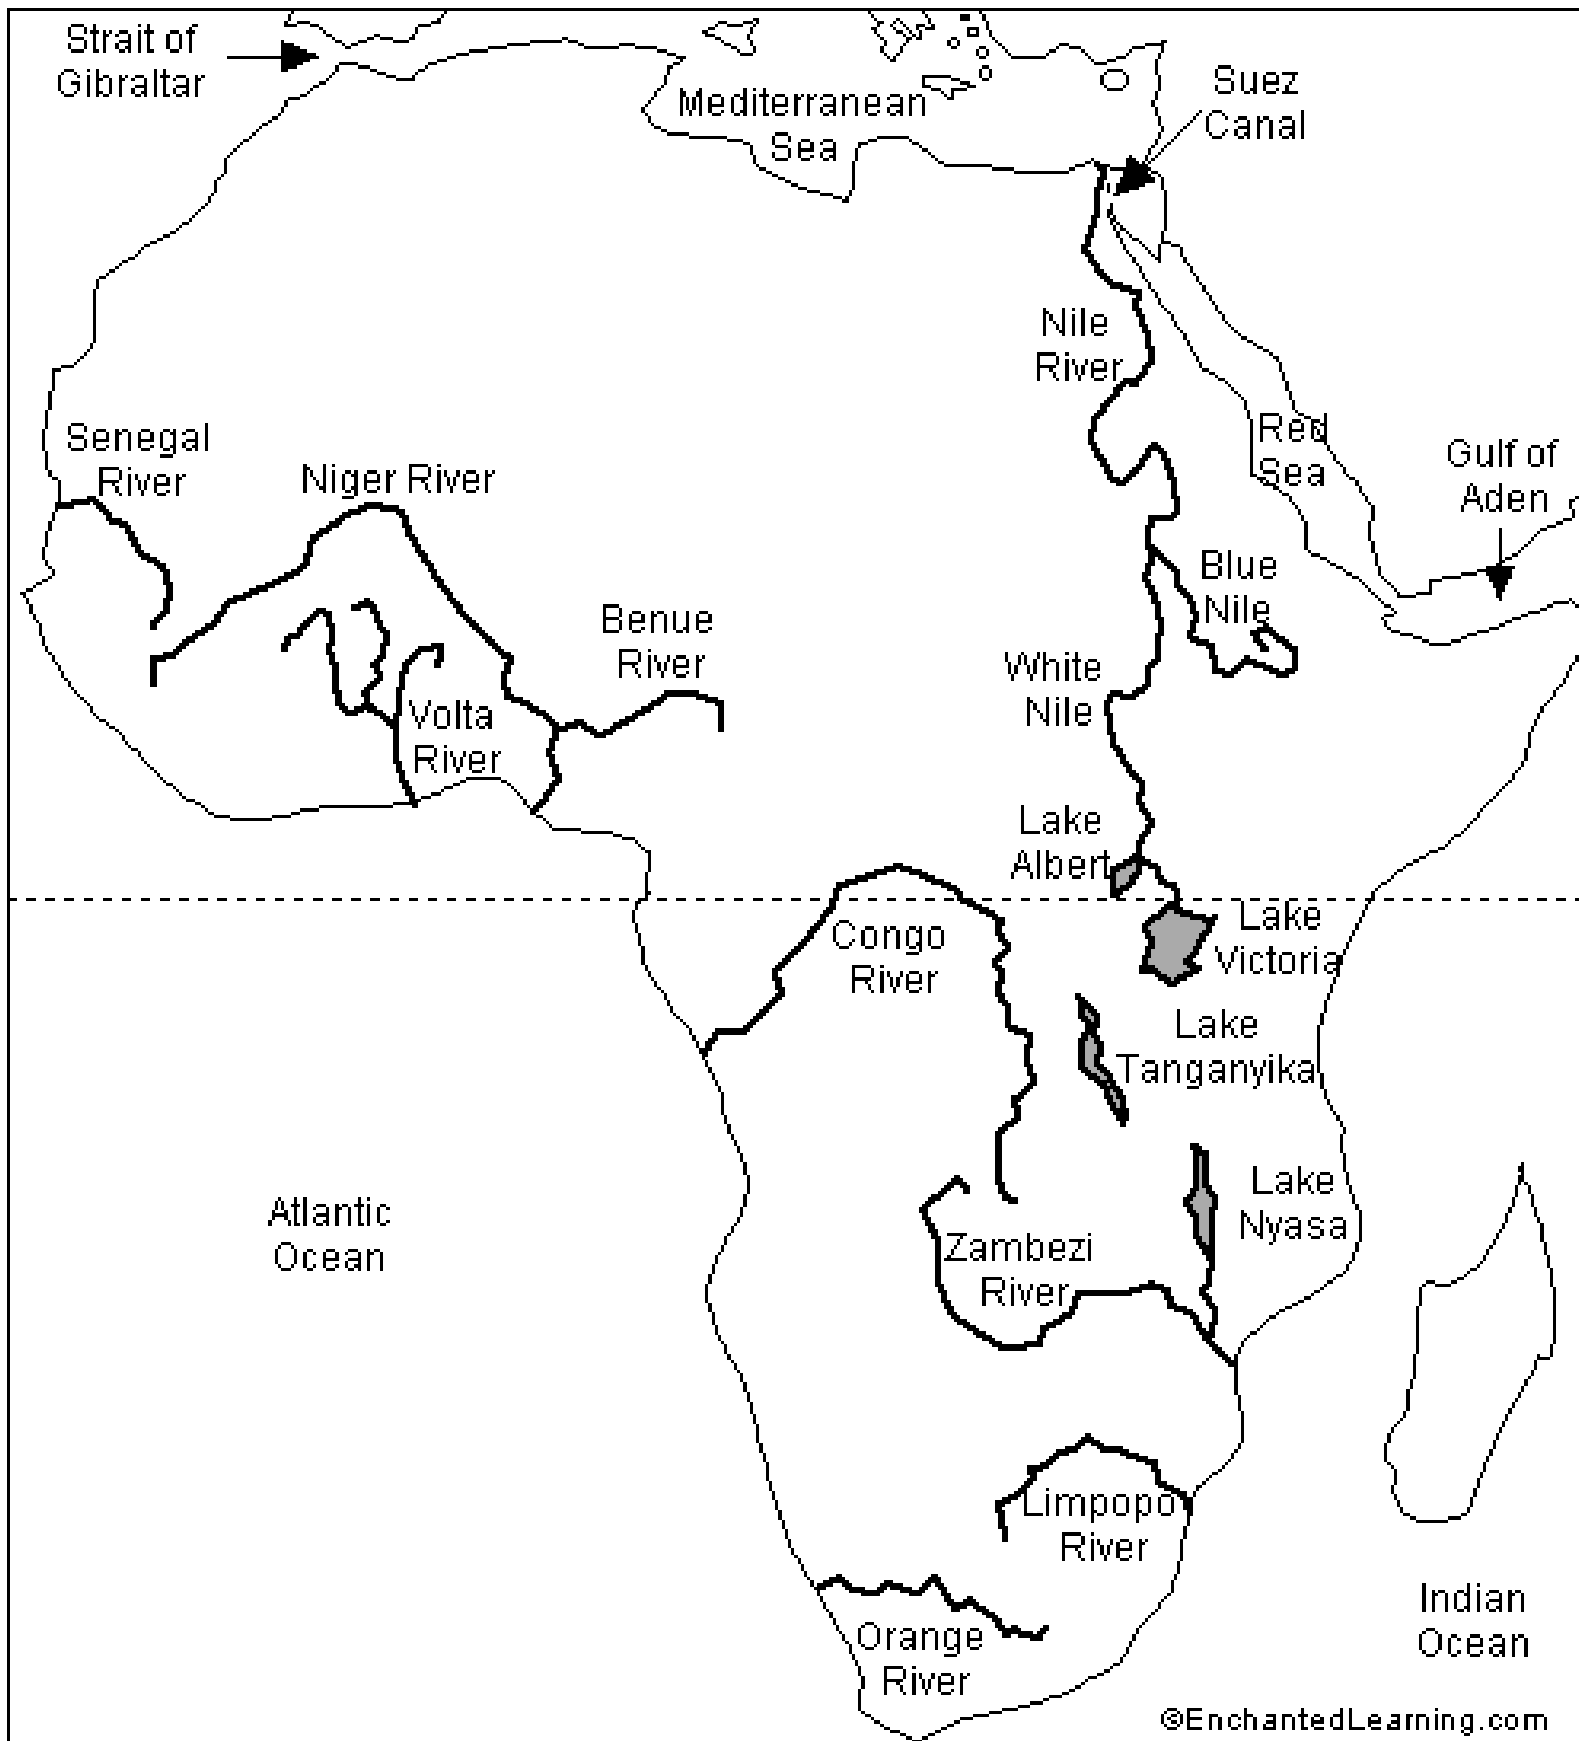 Strait of
Gibraltar
Mediterranean
Sea
Suez
Canal
Nile
River
Red
Sea
Gulf of
Aden
Senegal
River
Niger River
Blue
Nile
Benue
River
White
Nile
Volta
River
Lake
Albert
Lake
Victoria
Congo
River
Lake
Tanganyika
Lake
Nyasa
Atlantic
Ocean
Zambezi
River
Limpopo
River
Indian
Ocean
Orange
River
©EnchantedLearning.com